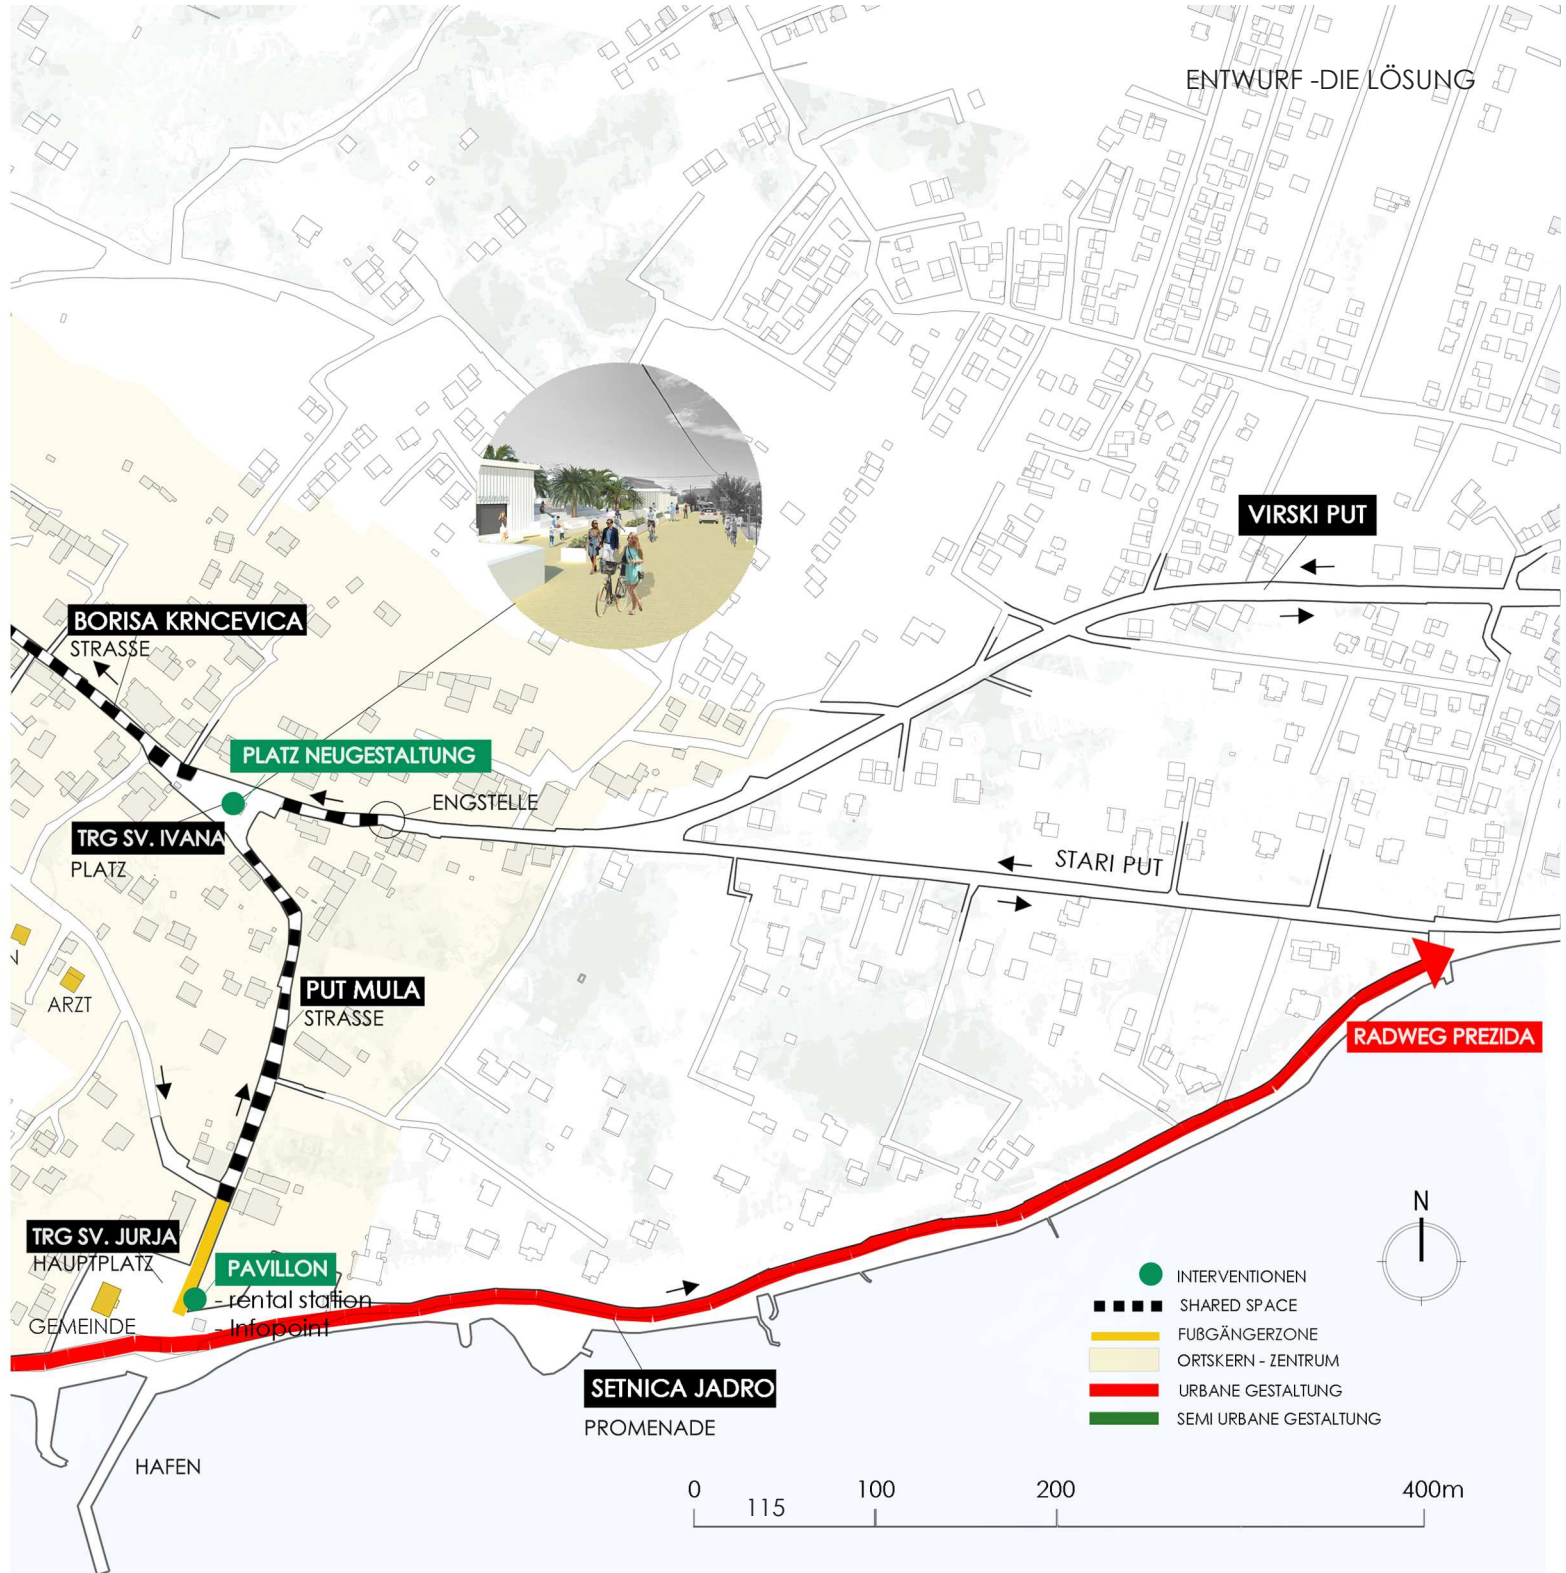 ENTWURF -DIE LÖSUNG
VIRSKI PUT
BORISA KRNCEVICA
STRASSE
PLATZ NEUGESTALTUNG
ENGSTELLE
TRG SV. IVANA
PLATZ
STARI PUT
N
ARZT
PUT MULA
STRASSE
RADWEG PREZIDA
TRG SV. JURJA
HAUPTPLATZ
PAVILLON
- rental station
- Infopoint
GEMEINDE
SETNICA JADRO
PROMENADE
HAFEN
N
INTERVENTIONEN
SHARED SPACE
FUßGÄNGERZONE
ORTSKERN - ZENTRUM
URBANE GESTALTUNG
SEMI URBANE GESTALTUNG
0 100 200 400m
115